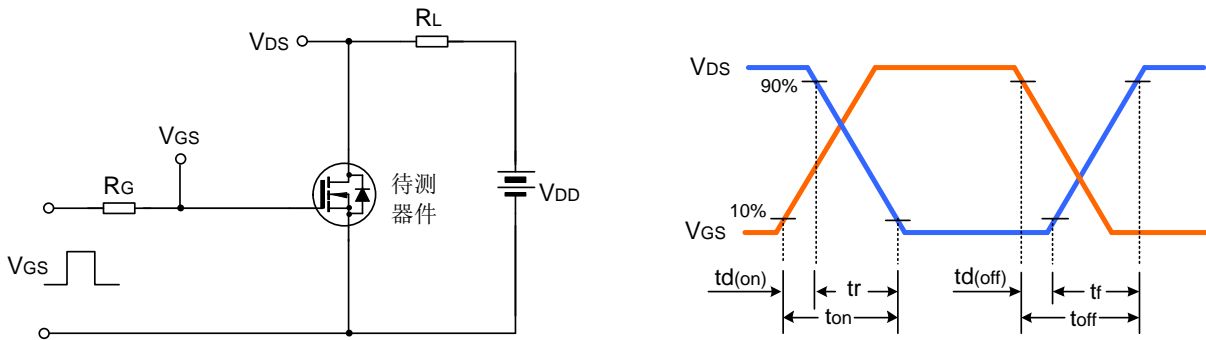 RL
VDS
VGS
RG
待测
器件
VDD
VGS
VDS
90%
10%
VGS
td(on)
tr
ton
td(off)
tf
toff